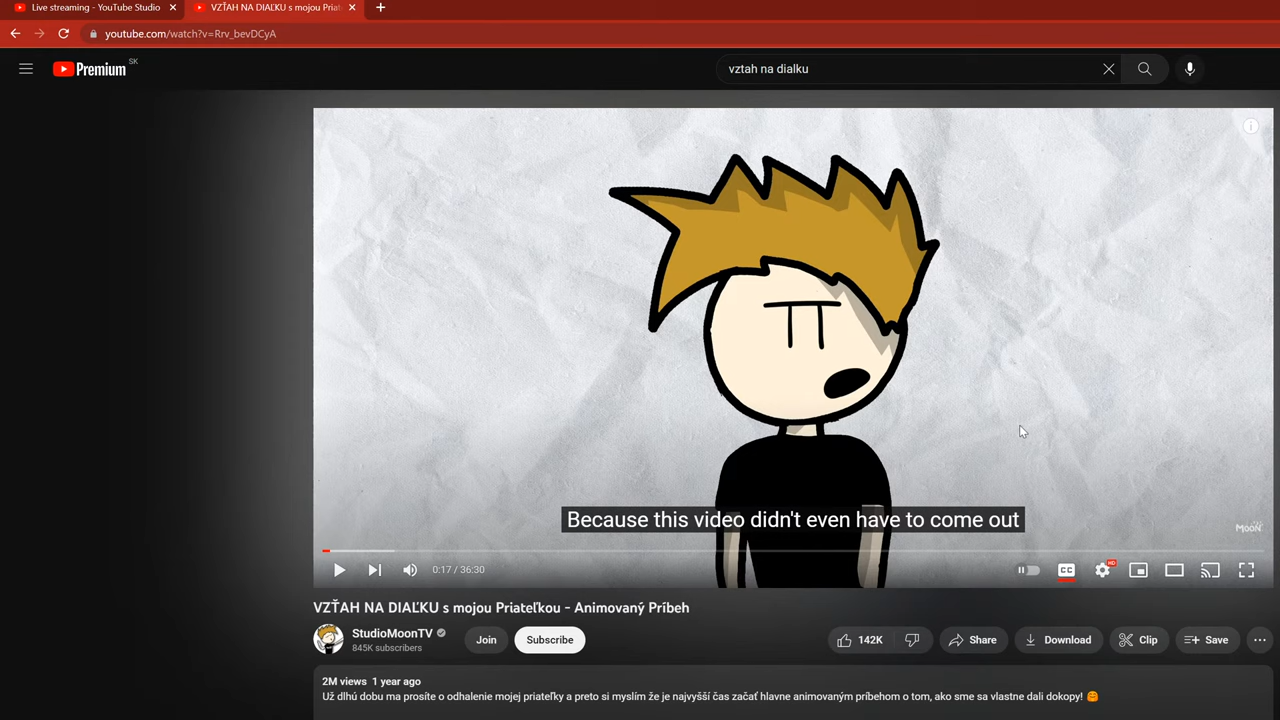 Live streaming - YouTube Studio
VZŤAH NA DIAĽKU s mojou Priat
youtube.com/watch?v=Rrv_bevDCyA
Premium SK
vztah na dialku
Because this video didn't even have to come out
MOON
0:17 / 36:30
CC
HD
VZŤAH NA DIAĽKU s mojou Priateľkou - Animovaný Príbeh
StudioMoonTV
845K subscribers
Join
Subscribe
142K
Share
Download
Clip
Save
2M views 1 year ago
Už dlhú dobu ma prosíte o odhalenie mojej priateľky a preto si myslím že je najvyšší čas začať hlavne animovaným príbehom o tom, ako sme sa vlastne dali dokopy! 🤗